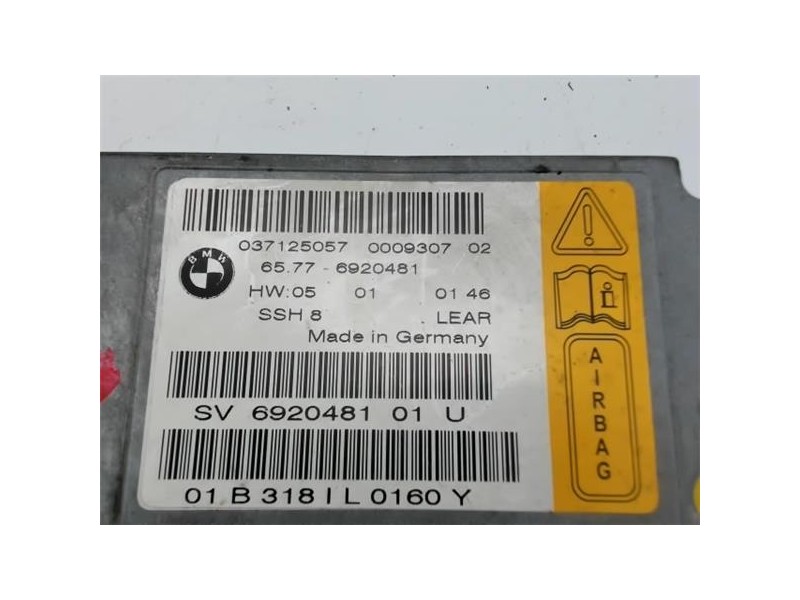 037125057 0009307 02
BMW
65.77 - 6920481
HW:05 01 01 46
SSH 8 LEAR
Made in Germany
SV 6920481 01 U
01 B 318 I L 0160 Y
AIRBAG